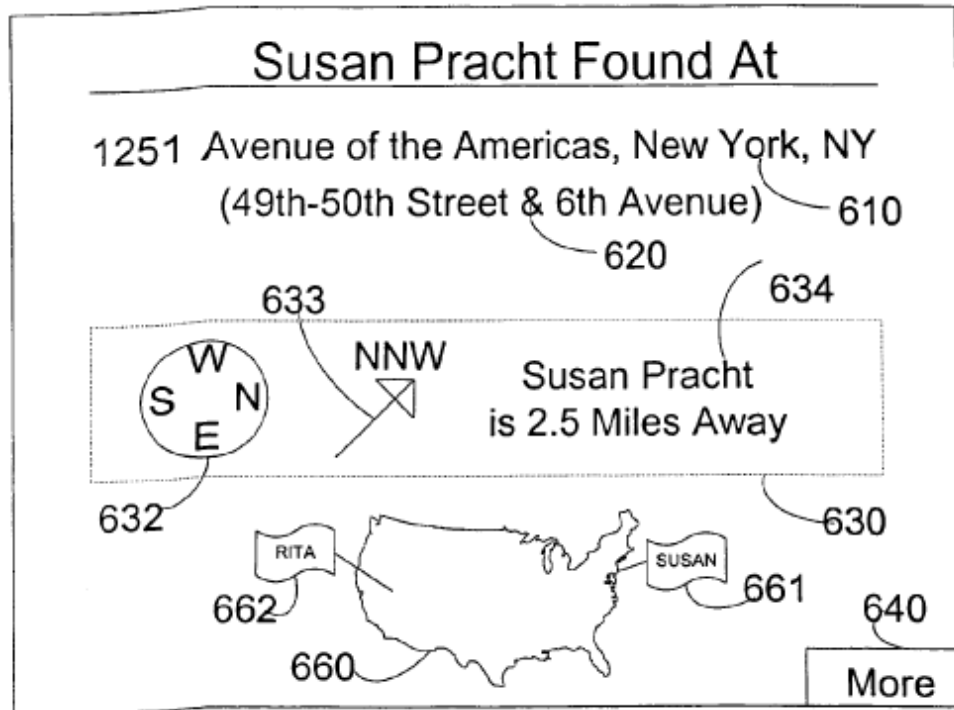 Susan Pracht Found At
1251 Avenue of the Americas, New York, NY
(49th-50th Street & 6th Avenue)
610
620
634
633
W
NNW
S N
E
Susan Pracht
is 2.5 Miles Away
632
630
RITA
SUSAN
662
661
640
660
More